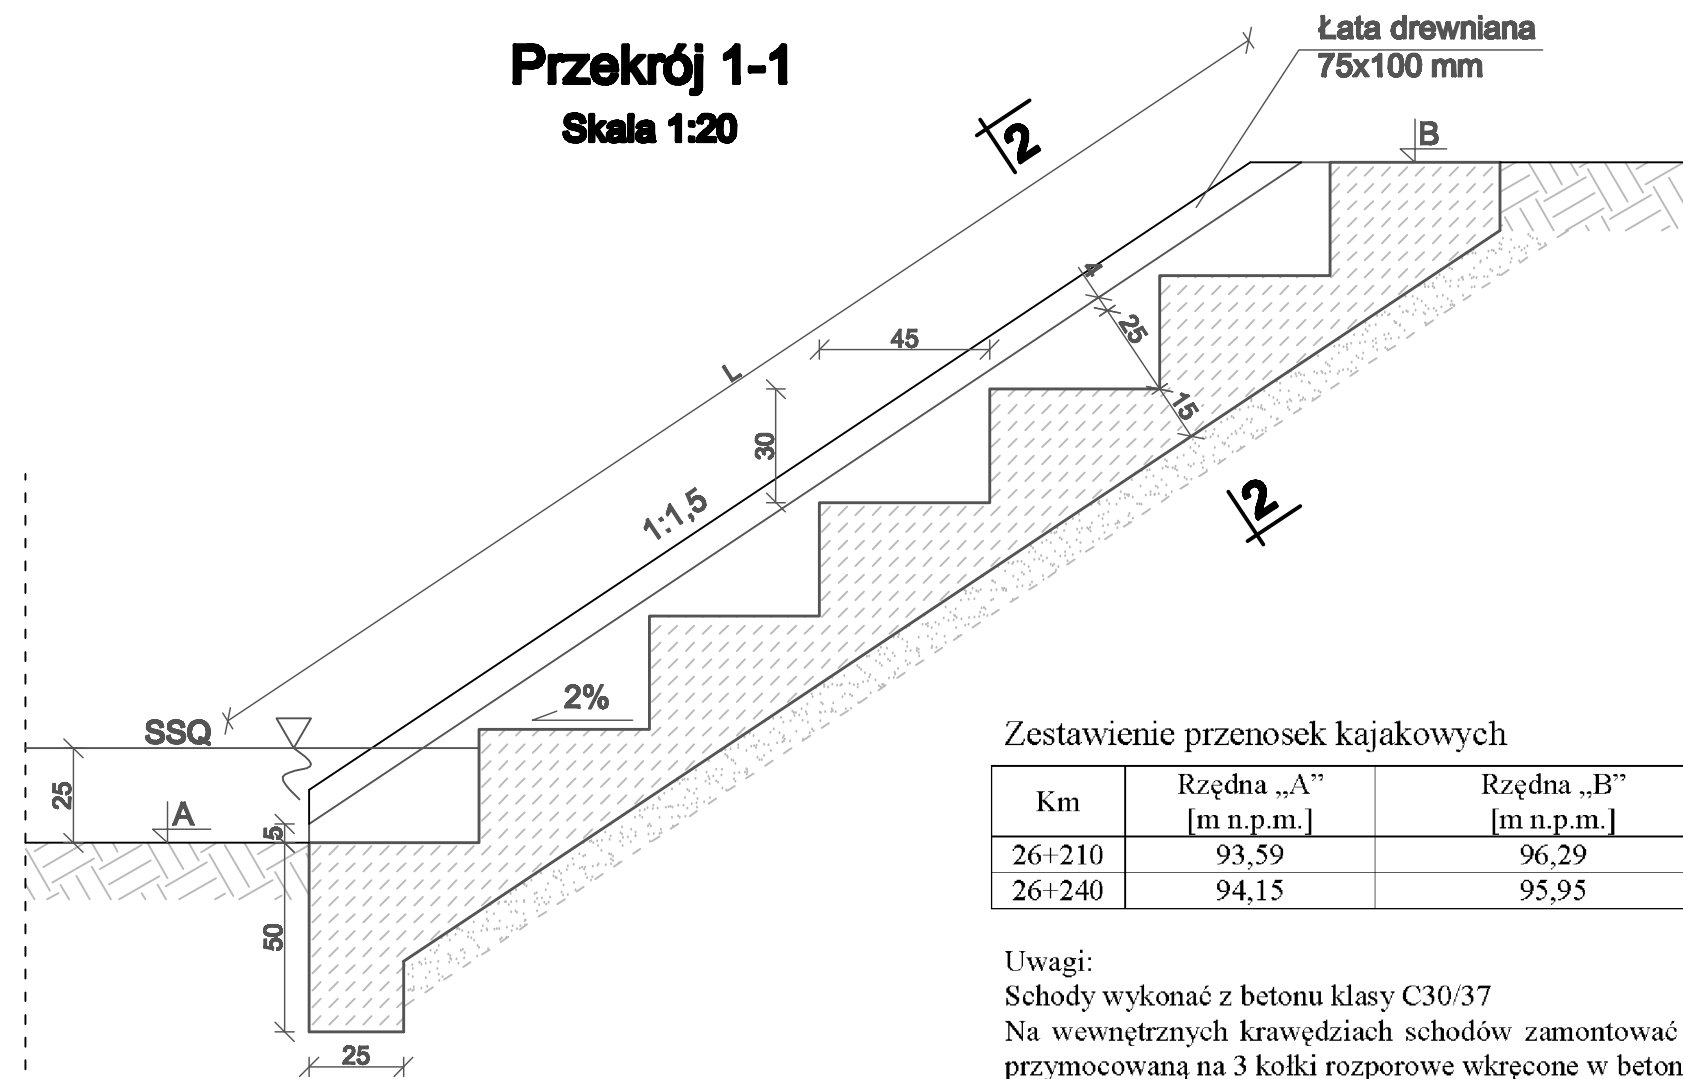 Przekrój 1-1
Skala 1:20
Łata drewniana
75x100 mm
2
B
4
25
45
15
L
30
2
1:1,5
2%
SSQ
25
A
5
50
25
Zestawienie przenosek kajakowych
Km Rzędna „A” [m n.p.m.] Rzędna „B” [m n.p.m.]
26+210 93,59 96,29
26+240 94,15 95,95
Uwagi:
Schody wykonać z betonu klasy C30/37
Na wewnętrznych krawędziach schodów zamontować
przymocowaną na 3 kołki rozporowe wkręcone w beton